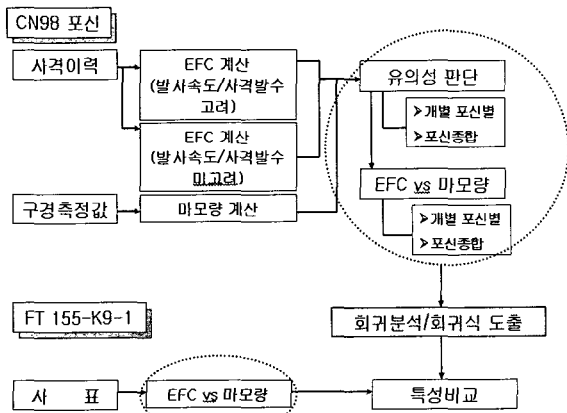 CN98 포신
사격이력
EFC 계산
(발사속도/사격발수
고려)
EFC 계산
(발사속도/사격발수
미고려)
구경측정값
마모량 계산
유의성 판단
➤개별 포신별
➤포신종합
EFC vs 마모량
➤개별 포신별
➤포신종합
회귀분석/회귀식 도출
FT 155-K9-1
사 표
EFC vs 마모량
특성비교